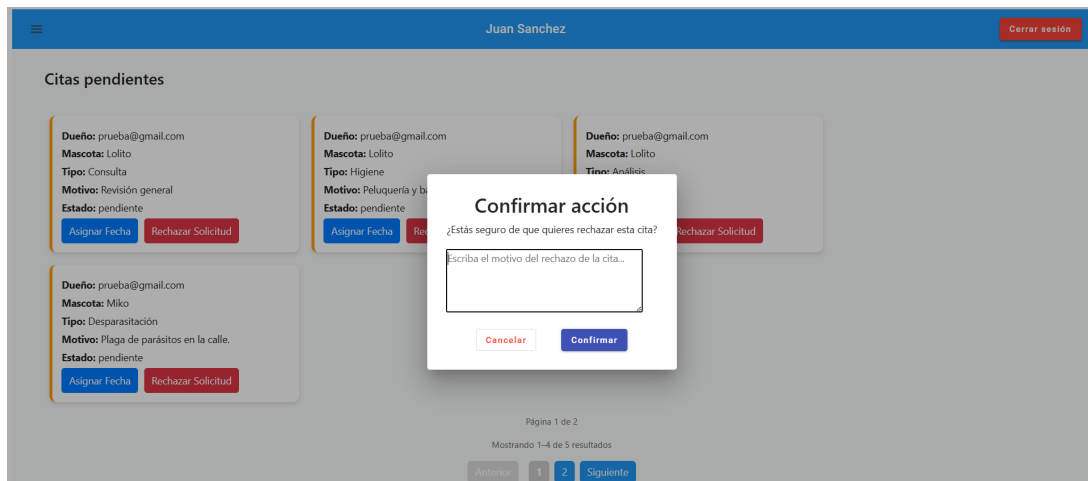 Juan Sanchez
Cerrar sesión
Citas pendientes
Dueño: prueba@gmail.com
Mascota: Lolito
Tipo: Consulta
Motivo: Revisión general
Estado: pendiente
Asignar Fecha Rechazar Solicitud
Dueño: prueba@gmail.com
Mascota: Lolito
Tipo: Higiene
Motivo: Peluquería y
Estado: pendiente
Asignar Fecha
Dueño: prueba@gmail.com
Mascota: Lolito
Tipo: Análisis
Rechazar Solicitud
Confirmar acción
¿Estás seguro de que quieres rechazar esta cita?
Escriba el motivo del rechazo de la cita...
Cancelar Confirmar
Dueño: prueba@gmail.com
Mascota: Miko
Tipo: Desparasitación
Motivo: Plaga de parásitos en la calle.
Estado: pendiente
Asignar Fecha Rechazar Solicitud
Página 1 de 2
Mostrando 1–4 de 5 resultados
Anterior 1 2 Siguiente